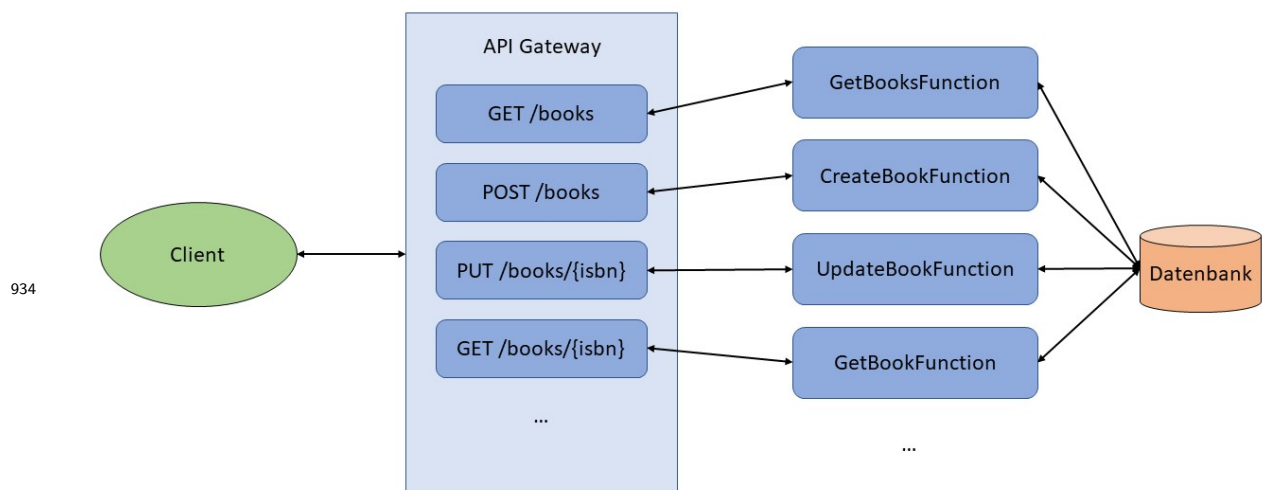 API Gateway
GET /books
POST /books
PUT /books/{isbn}
GET /books/{isbn}
...
Client
934
GetBooksFunction
CreateBookFunction
UpdateBookFunction
GetBookFunction
...
Datenbank